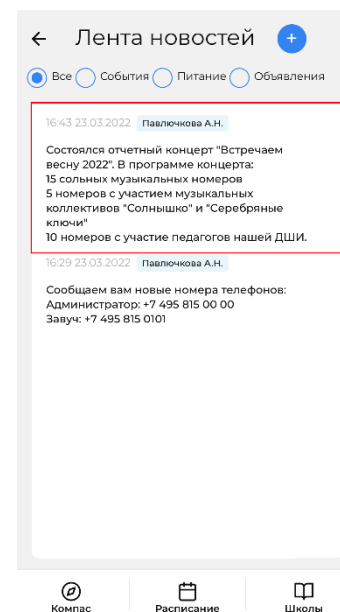 Лента новостей
Все События Питание Объявления
16:43 23.03.2022 Павлючкова А.Н.
Состоялся отчетный концерт "Встречаем
весну 2022". В программе концерта:
15 сольных музыкальных номеров
5 номеров с участием музыкальных
коллективов "Солнышко" и "Серебряные
ключи"
10 номеров с участие педагогов нашей ДШИ.
16:29 23.03.2022 Павлючкова А.Н.
Сообщаем вам новые номера телефонов:
Администратор: +7 495 815 00 00
Завуч: +7 495 815 0101
Компас Расписание Школы